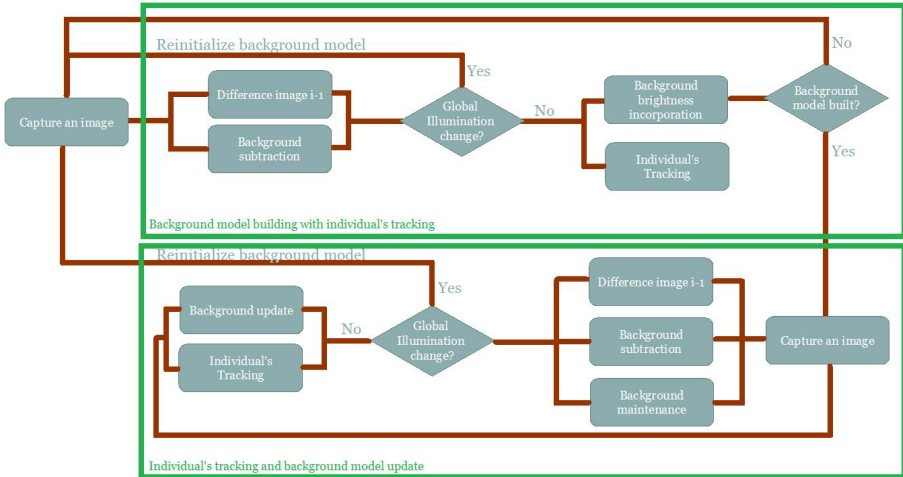 No
Reinitialize background model
Yes
Difference image i-1
Background
subtraction
Capture an image
Global
Illumination
change?
No
Background
brightness
incorporation
Individual's
Tracking
Background
model built?
Yes
Background model building with individual's tracking
Reinitialize background model
Yes
Background update
No
Individual's
Tracking
Global
Illumination
change?
Difference image i-1
Background
subtraction
Background
maintenance
Capture an image
Individual's tracking and background model update